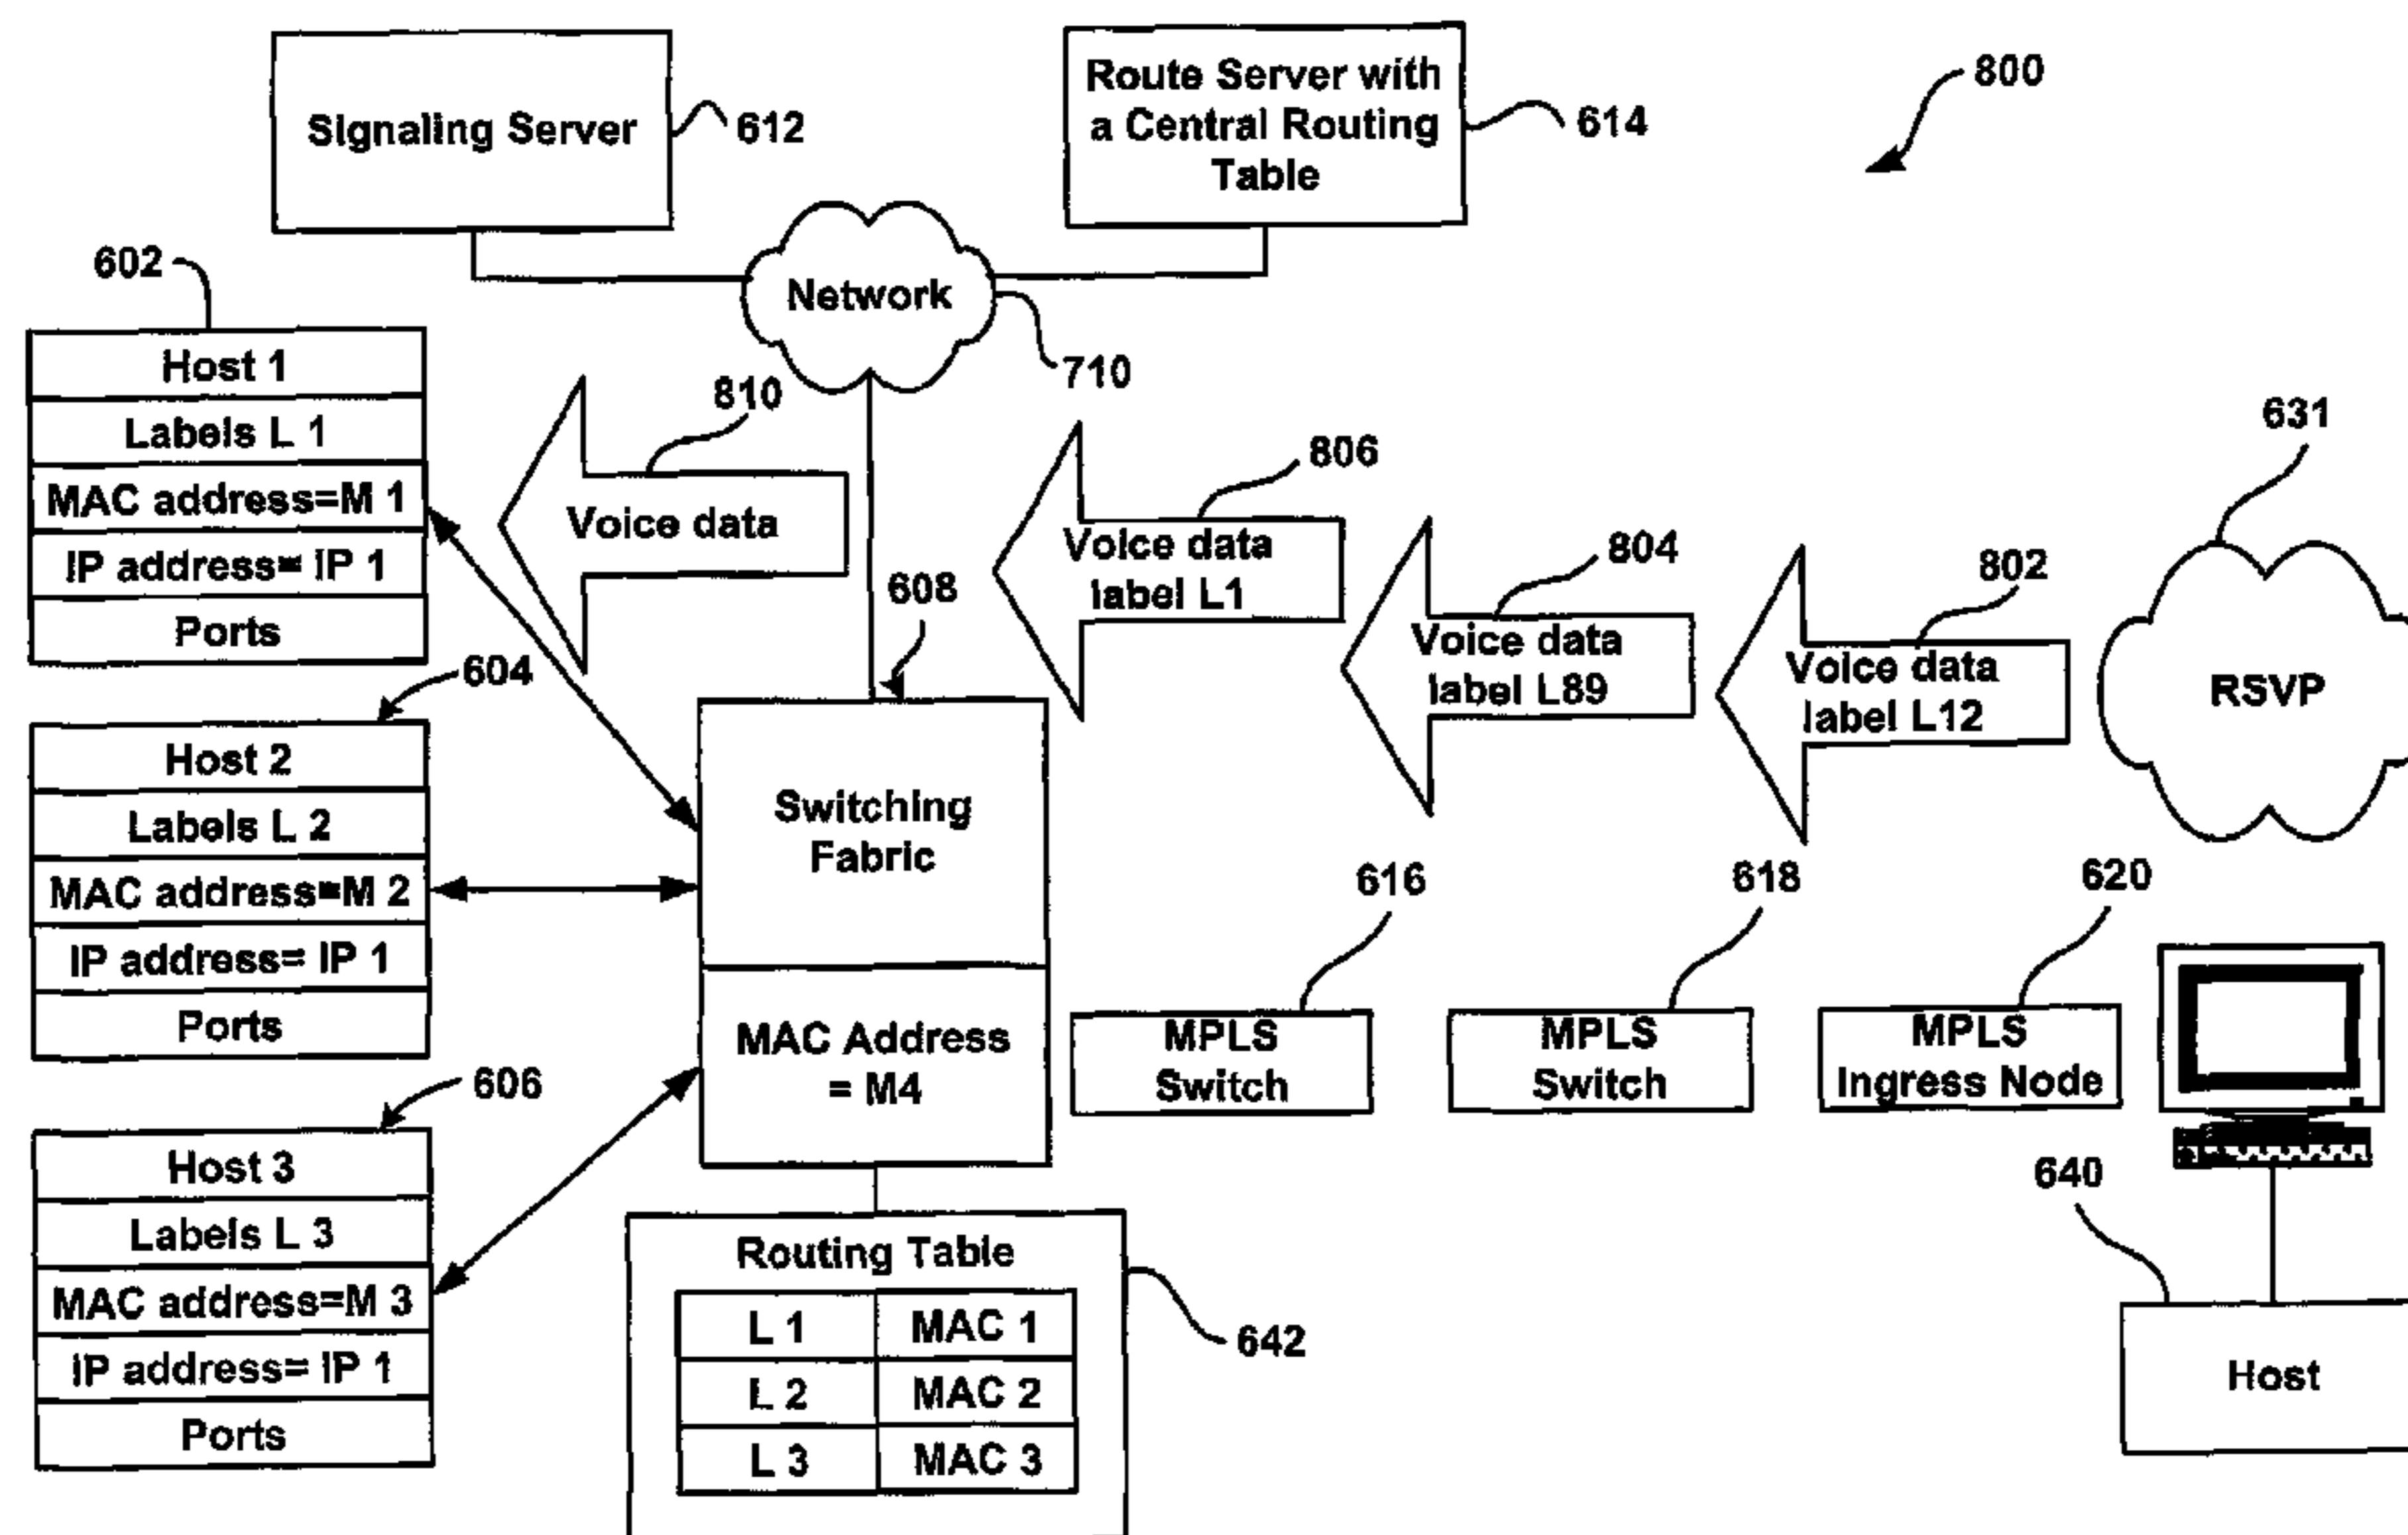 Signaling Server
612
Route Server with
a Central Routing
Table
614
800
602
Network
710
Host 1
Labels L 1
MAC address=M 1
IP address= IP 1
Ports
810
Voice data
806
Voice data
label L1
804
Voice data
label L89
802
Voice data
label L12
631
RSVP
608
604
Host 2
Labels L 2
MAC address=M 2
IP address= IP 1
Ports
Switching
Fabric
MAC Address
= M4
616
MPLS
Switch
618
MPLS
Switch
620
MPLS
Ingress Node
606
Host 3
Labels L 3
MAC address=M 3
IP address= IP 1
Ports
Routing Table
L 1 MAC 1
L 2 MAC 2
L 3 MAC 3
642
640
Host